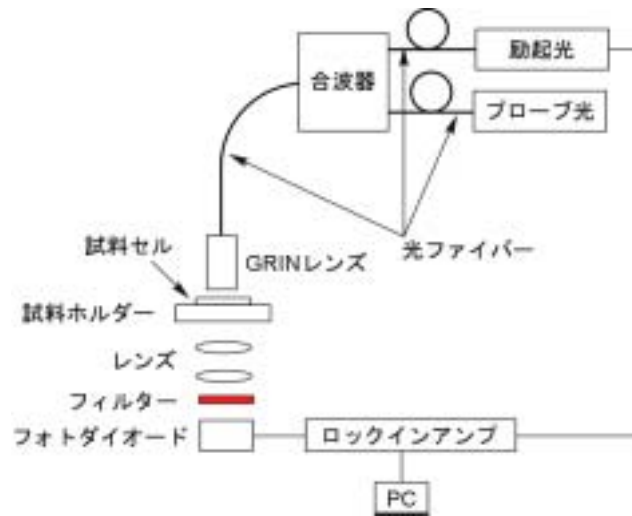 励起光
合波器
プローブ光
試料セル
GRINレンズ
光ファイバー
試料ホルダー
レンズ
フィルター
フォトダイオード
ロックインアンプ
PC